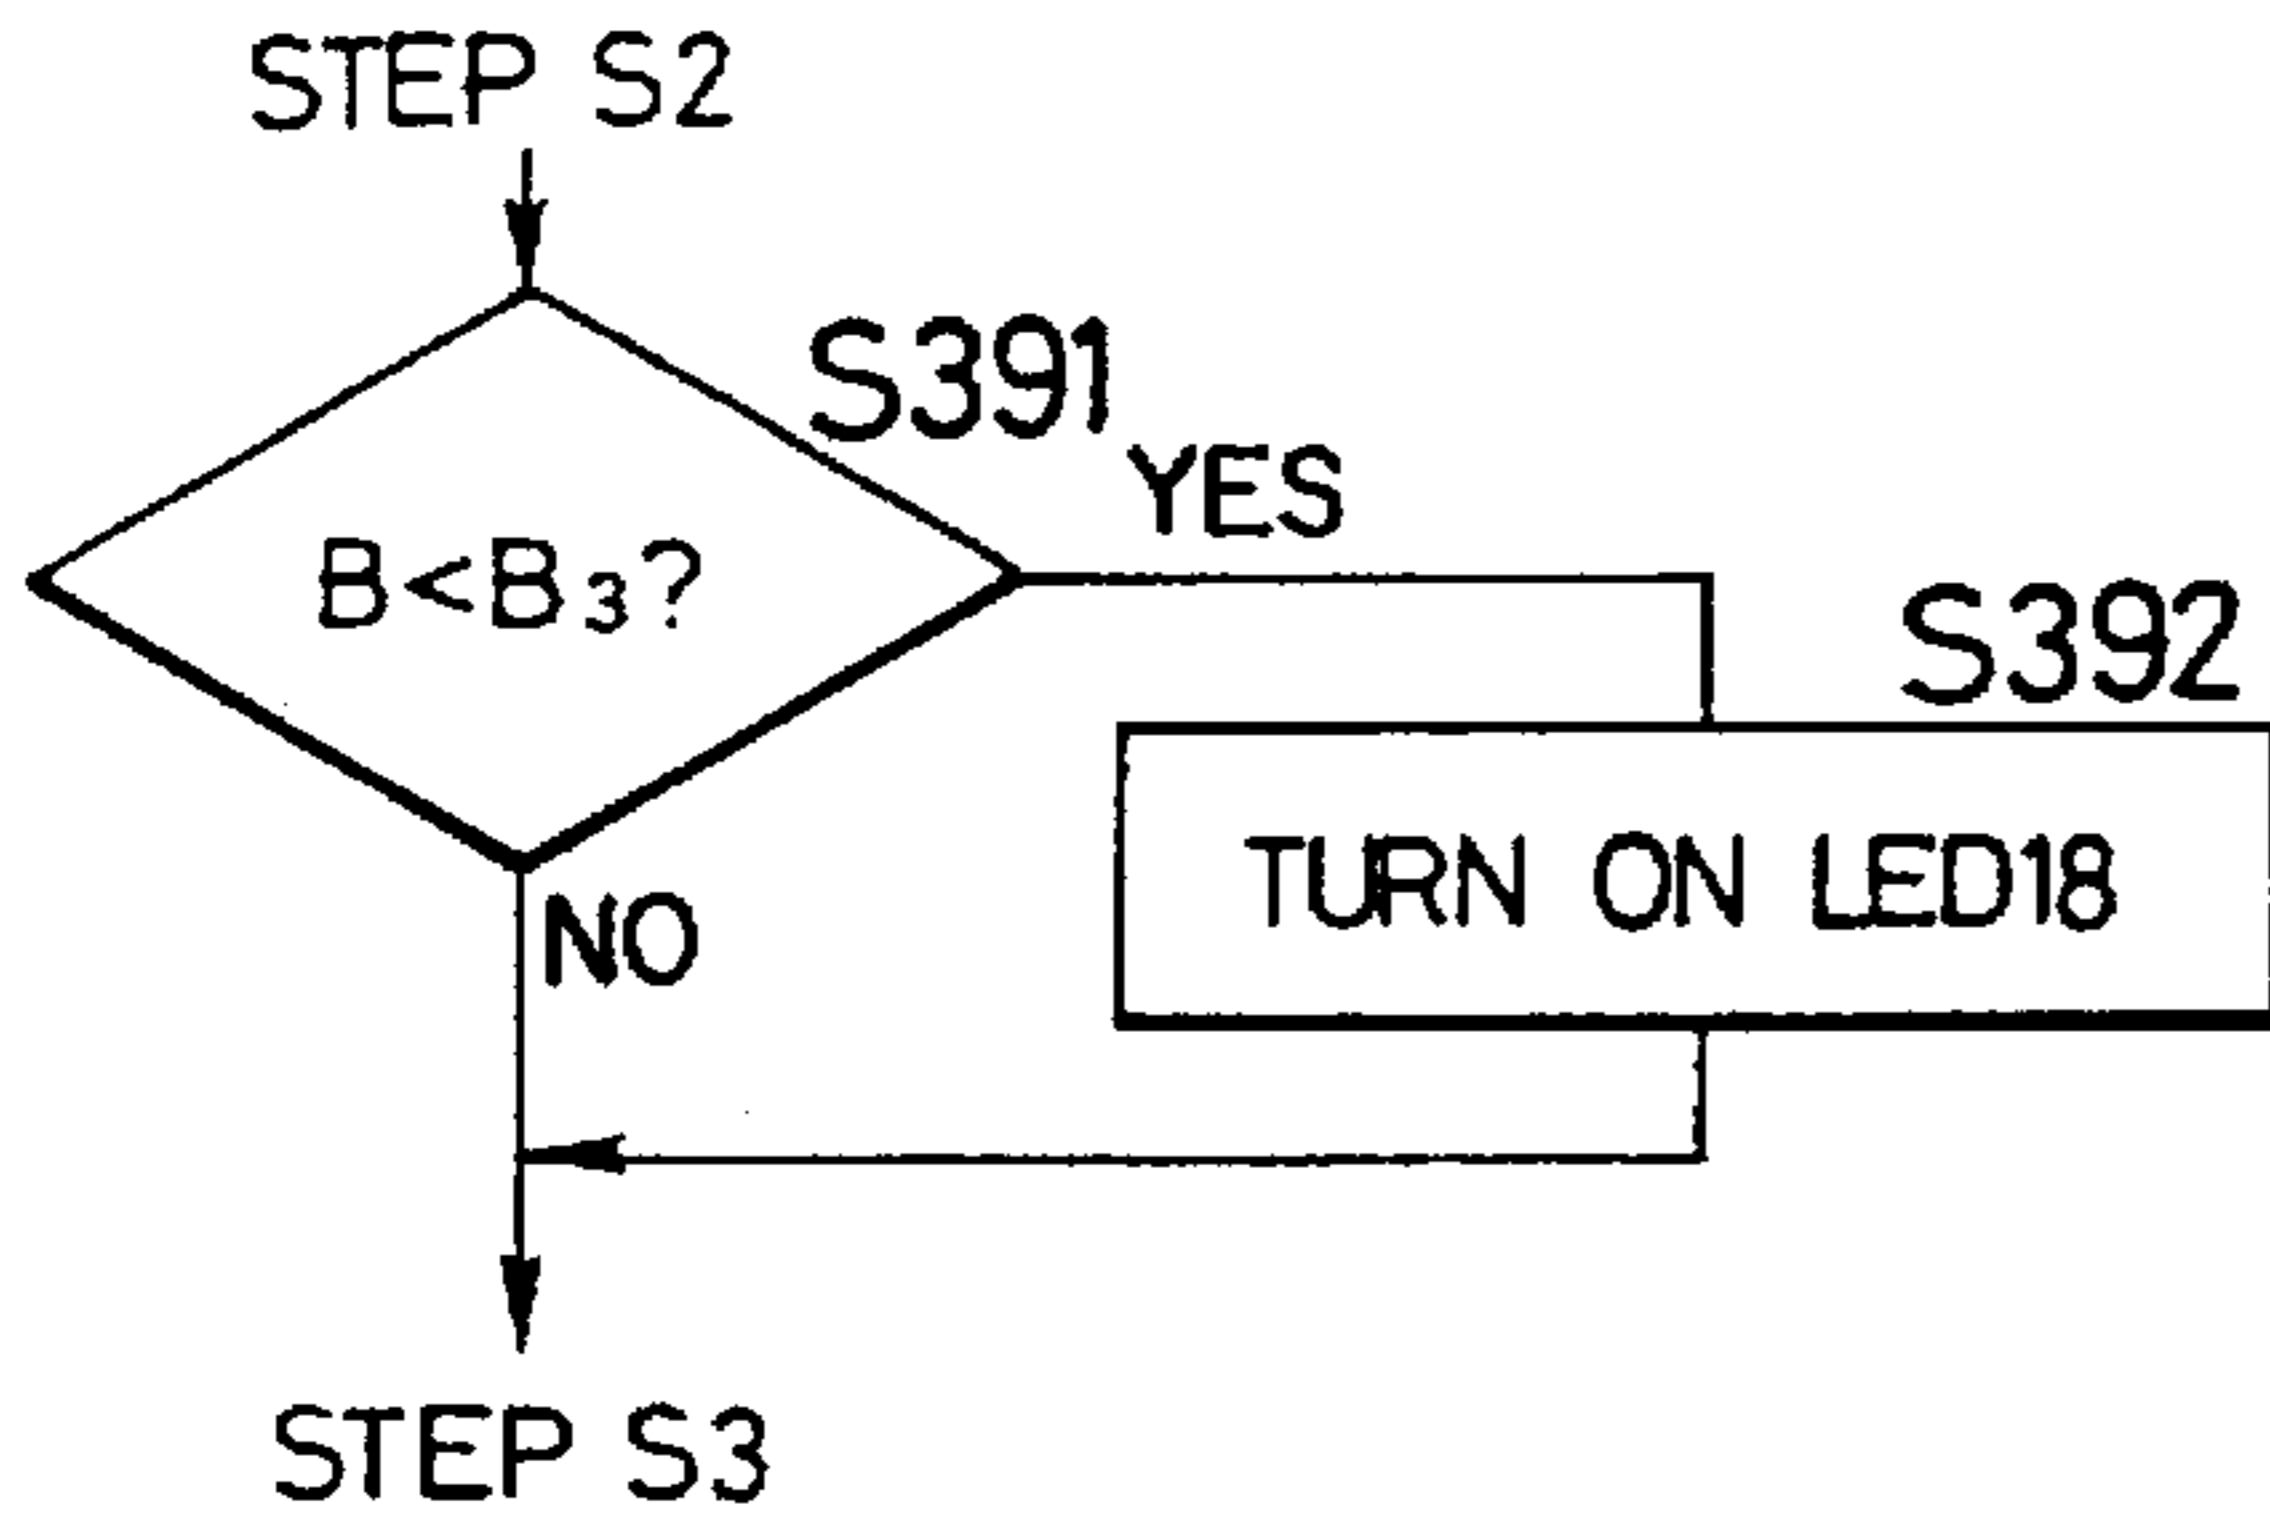 STEP S2
S391
YES
B<B₃?
S392
TURN ON LED18
NO
STEP S3